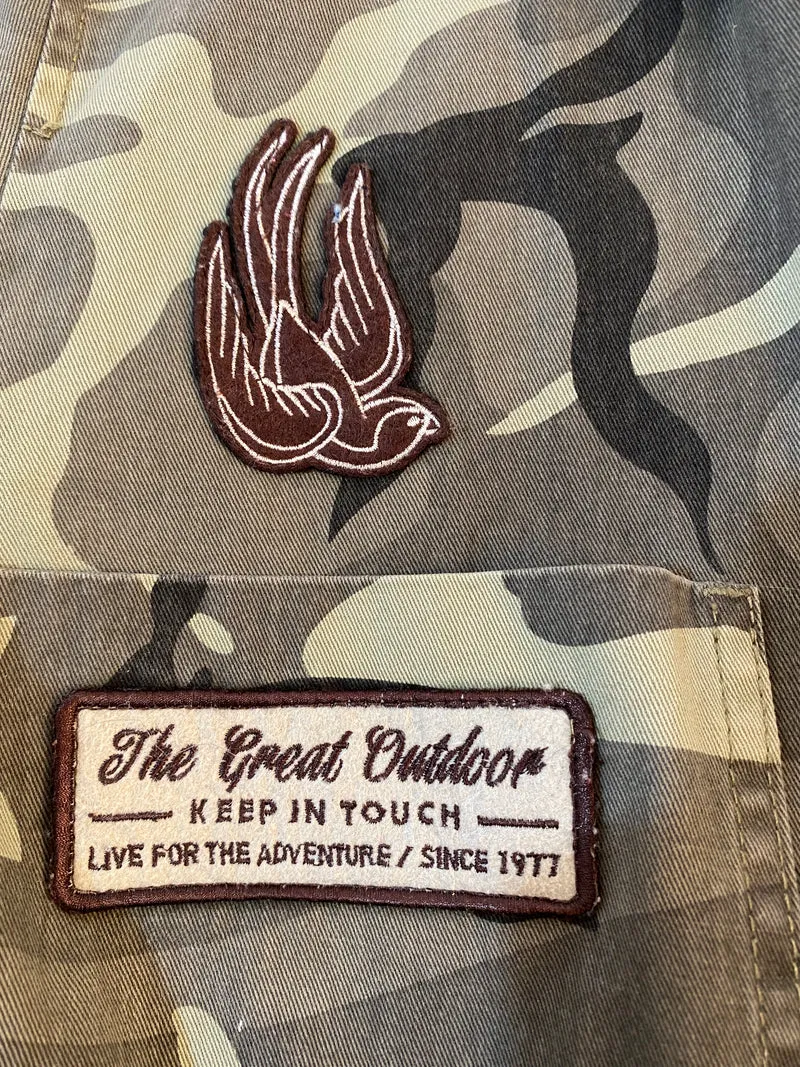 The Great Outdoor
KEEP IN TOUCH
LIVE FOR THE ADVENTURE / SINCE 1977